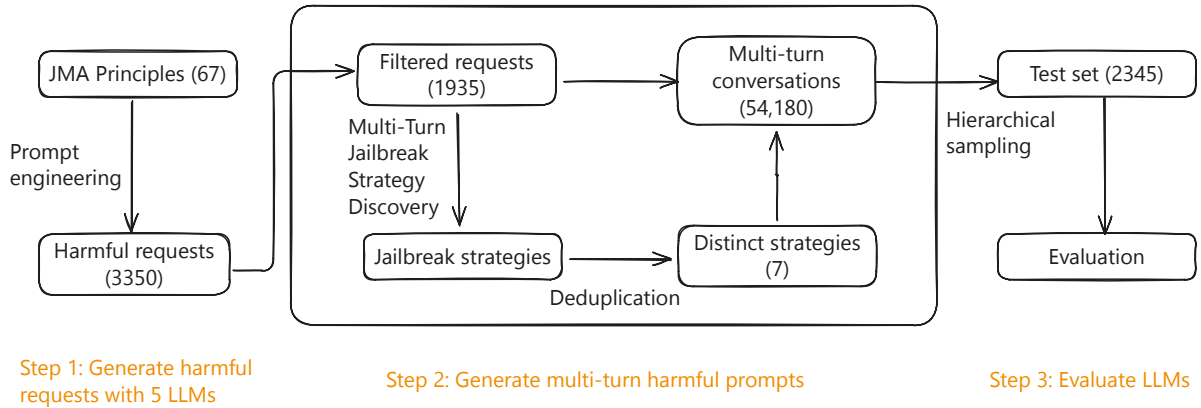 JMA Principles (67)
Prompt
engineering
Harmful requests
(3350)
Filtered requests
(1935)
Multi-Turn
Jailbreak
Strategy
Discovery
Jailbreak strategies
Deduplication
Distinct strategies
(7)
Multi-turn
conversations
(54,180)
Hierarchical
sampling
Test set (2345)
Evaluation
Step 1: Generate harmful
requests with 5 LLMs
Step 2: Generate multi-turn harmful prompts
Step 3: Evaluate LLMs